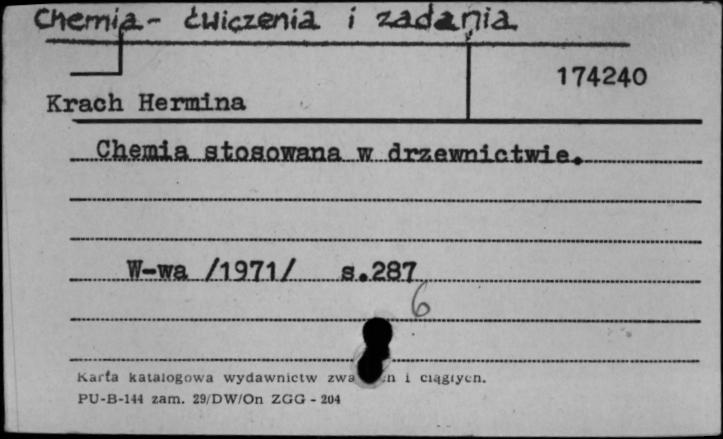 Chemia - ćwiczenia i zadania
174240
Krach Hermina
Chemia stosowana w drzewnictwie.
W-wa /1971/ s.287
6
Karta katalogowa wydawnictw i ciągłych.
PU-B-144 zam. 29/DW/On ZGG - 204